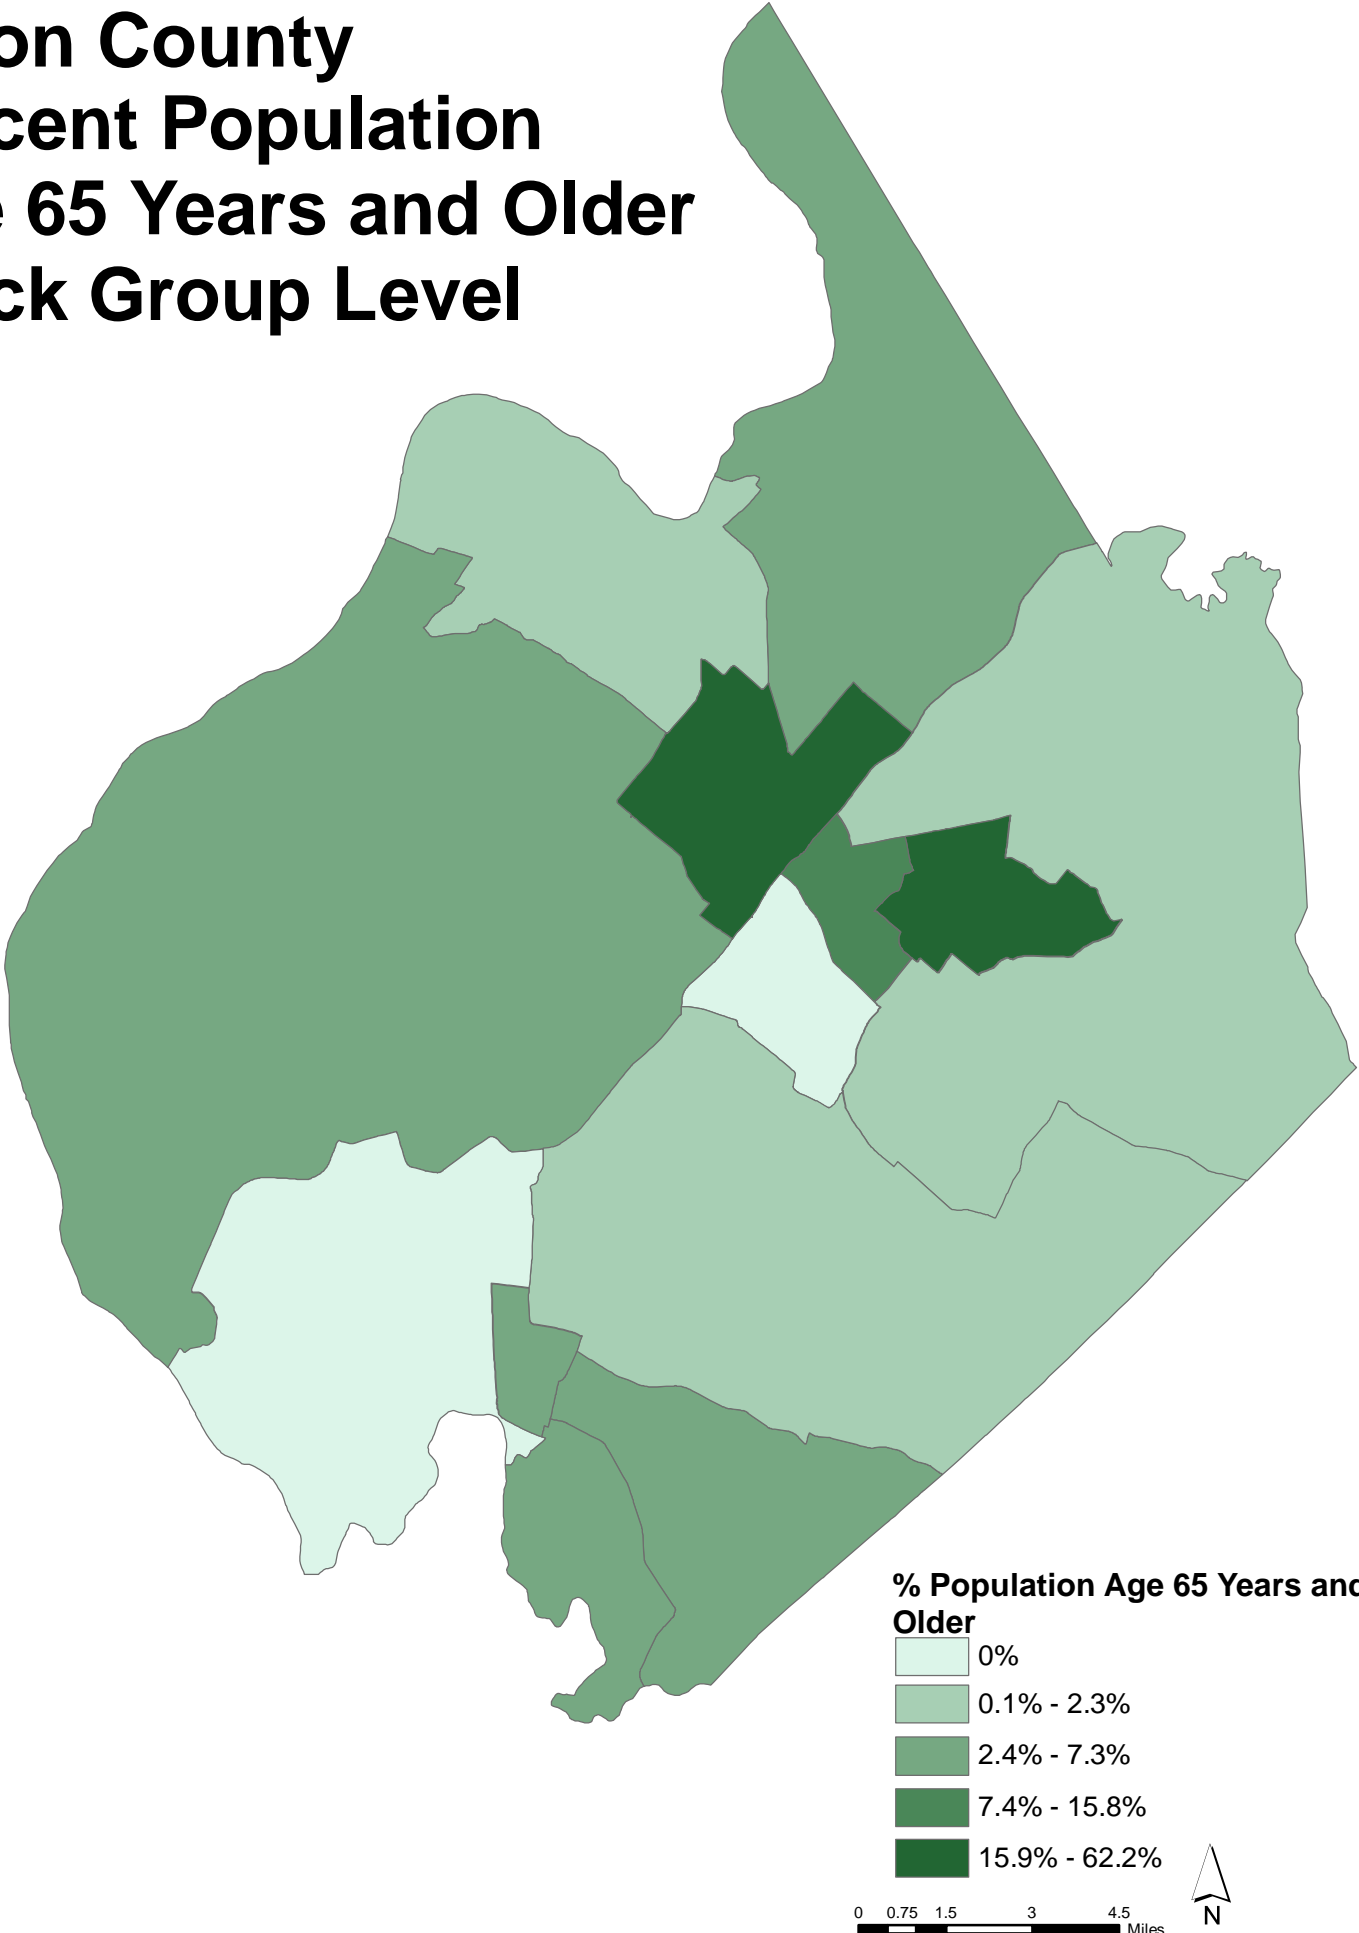 on County
cent Population
e 65 Years and Older
ck Group Level
% Population Age 65 Years and
Older
0%
0.1% - 2.3%
2.4% - 7.3%
7.4% - 15.8%
15.9% - 62.2%
N
0 0.75 1.5 3 4.5
Miles